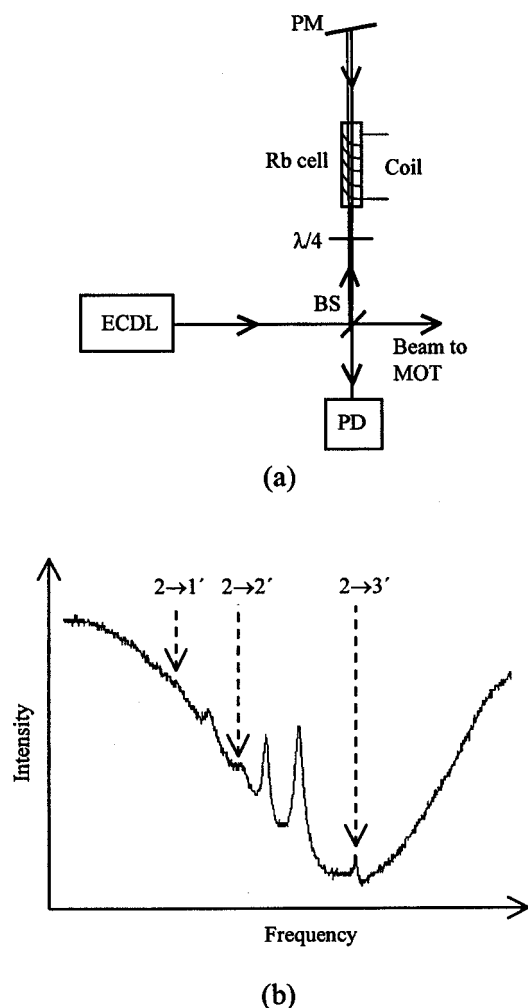 PM
Rb cell
Coil
λ/4
BS
ECDL
Beam to
MOT
PD
(a)
2→1´
2→2´
2→3´
Intensity
Frequency
(b)